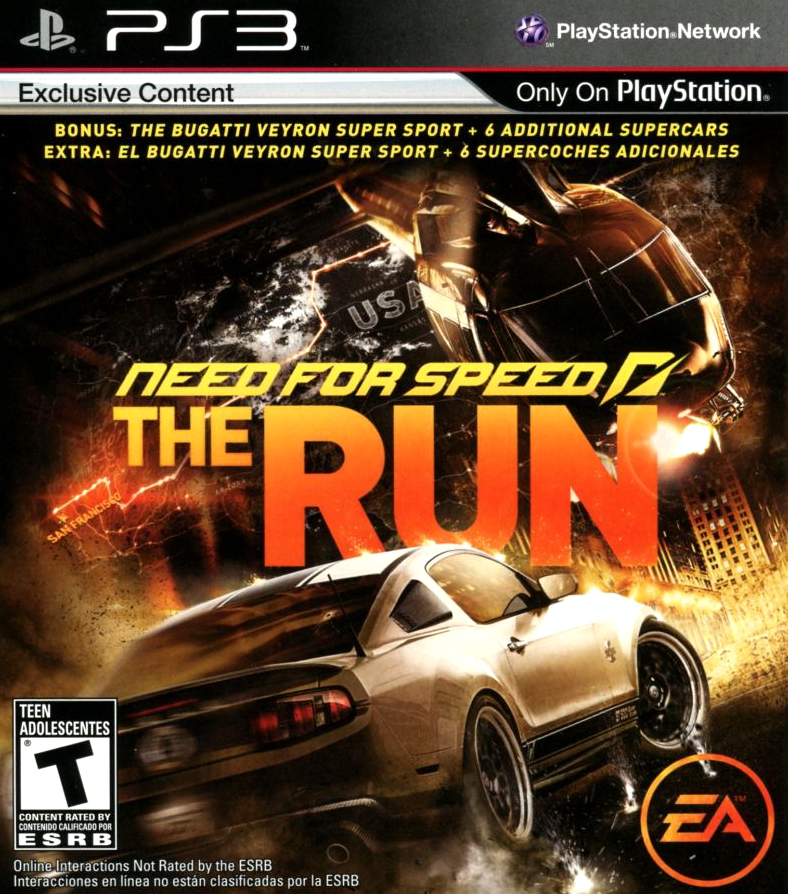 PS3™
PlayStation®Network
SM
Exclusive Content
Only On PlayStation®
BONUS: THE BUGATTI VEYRON SUPER SPORT + 6 ADDITIONAL SUPERCARS
EXTRA: EL BUGATTI VEYRON SUPER SPORT + 6 SUPERCOCHES ADICIONALES
USA
NEED FOR SPEED
THE RUN
SAN FRANCISCO
TEEN
ADOLESCENTES
T
®
CONTENT RATED BY
CONTENIDO CALIFICADO POR
ESRB
EA™
Online Interactions Not Rated by the ESRB
Interacciones en línea no están clasificadas por la ESRB